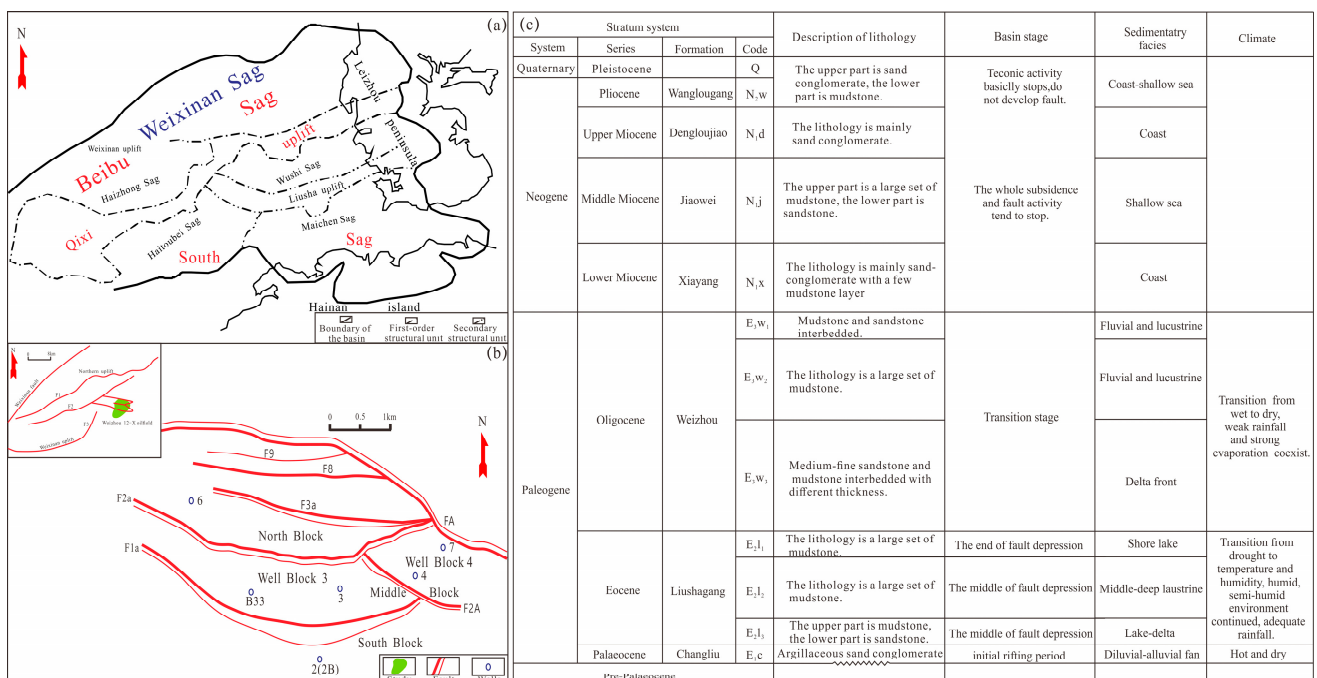 (a)
N
Weixinan Sag
Sag
Leizhou
peninsula
uplift
Weixinan uplift
Beibu
Wushi Sag
Haizhong Sag
Liusha uplift
Maichen Sag
Qixi
Haitoubei Sag
South
Sag
Hainan island
Boundary of
the basin
First-order
structural unit
Secondary
structural unit
(b)
N
0 5km
Northern uplift
Weixinan fault
F1
F2
F3
Weizhou 12-X oilfield
Weixinan uplift
0 0.5 1km
N
F9
F8
F2a
6
F3a
FA
North Block
F1a
7
Well Block 4
Well Block 3
4
B33
3
Middle Block
F2A
South Block
2(2B)
(c)
Stratum system
Description of lithology
Basin stage
Sedimentatry
facies
Climate
System
Series
Formation
Code
Quaternary
Pleistocene
Q
The upper part is sand
conglomerate, the lower
part is mudstone.
Teconic activity
basiclly stops,do
not develop fault.
Coast-shallow sea
Neogene
Pliocene
Wanglougang
N₂w
Upper Miocene
Dengloujiao
N₁d
The lithology is mainly
sand conglomerate.
Coast
Middle Miocene
Jiaowei
N₁j
The upper part is a large set of
mudstone, the lower part is
sandstone.
The whole subsidence
and fault activity
tend to stop.
Shallow sea
Lower Miocene
Xiayang
N₁x
The lithology is mainly sand-
conglomerate with a few
mudstone layer
Coast
Paleogene
Oligocene
Weizhou
E₃w₁
Mudstone and sandstone
interbedded.
Transition stage
Fluvial and lucustrine
E₃w₂
The lithology is a large set of
mudstone.
Fluvial and lucustrine
E₃w₃
Medium-fine sandstone and
mudstone interbedded with
different thickness.
Delta front
Transition from
wet to dry,
weak rainfall
and strong
evaporation coexist.
Eocene
Liushagang
E₂l₁
The lithology is a large set of
mudstone.
The end of fault depression
Shore lake
E₂l₂
The lithology is a large set of
mudstone.
The middle of fault depression
Middle-deep laustrine
E₂l₃
The upper part is mudstone,
the lower part is sandstone.
The middle of fault depression
Lake-delta
Transition from
drought to
temperature and
humidity, humid,
semi-humid
environment
continued, adequate
rainfall.
Palaeocene
Changliu
E₁c
Argillaceous sand conglomerate
initial rifting period
Diluvial-alluvial fan
Hot and dry
Pre-Palaeocene